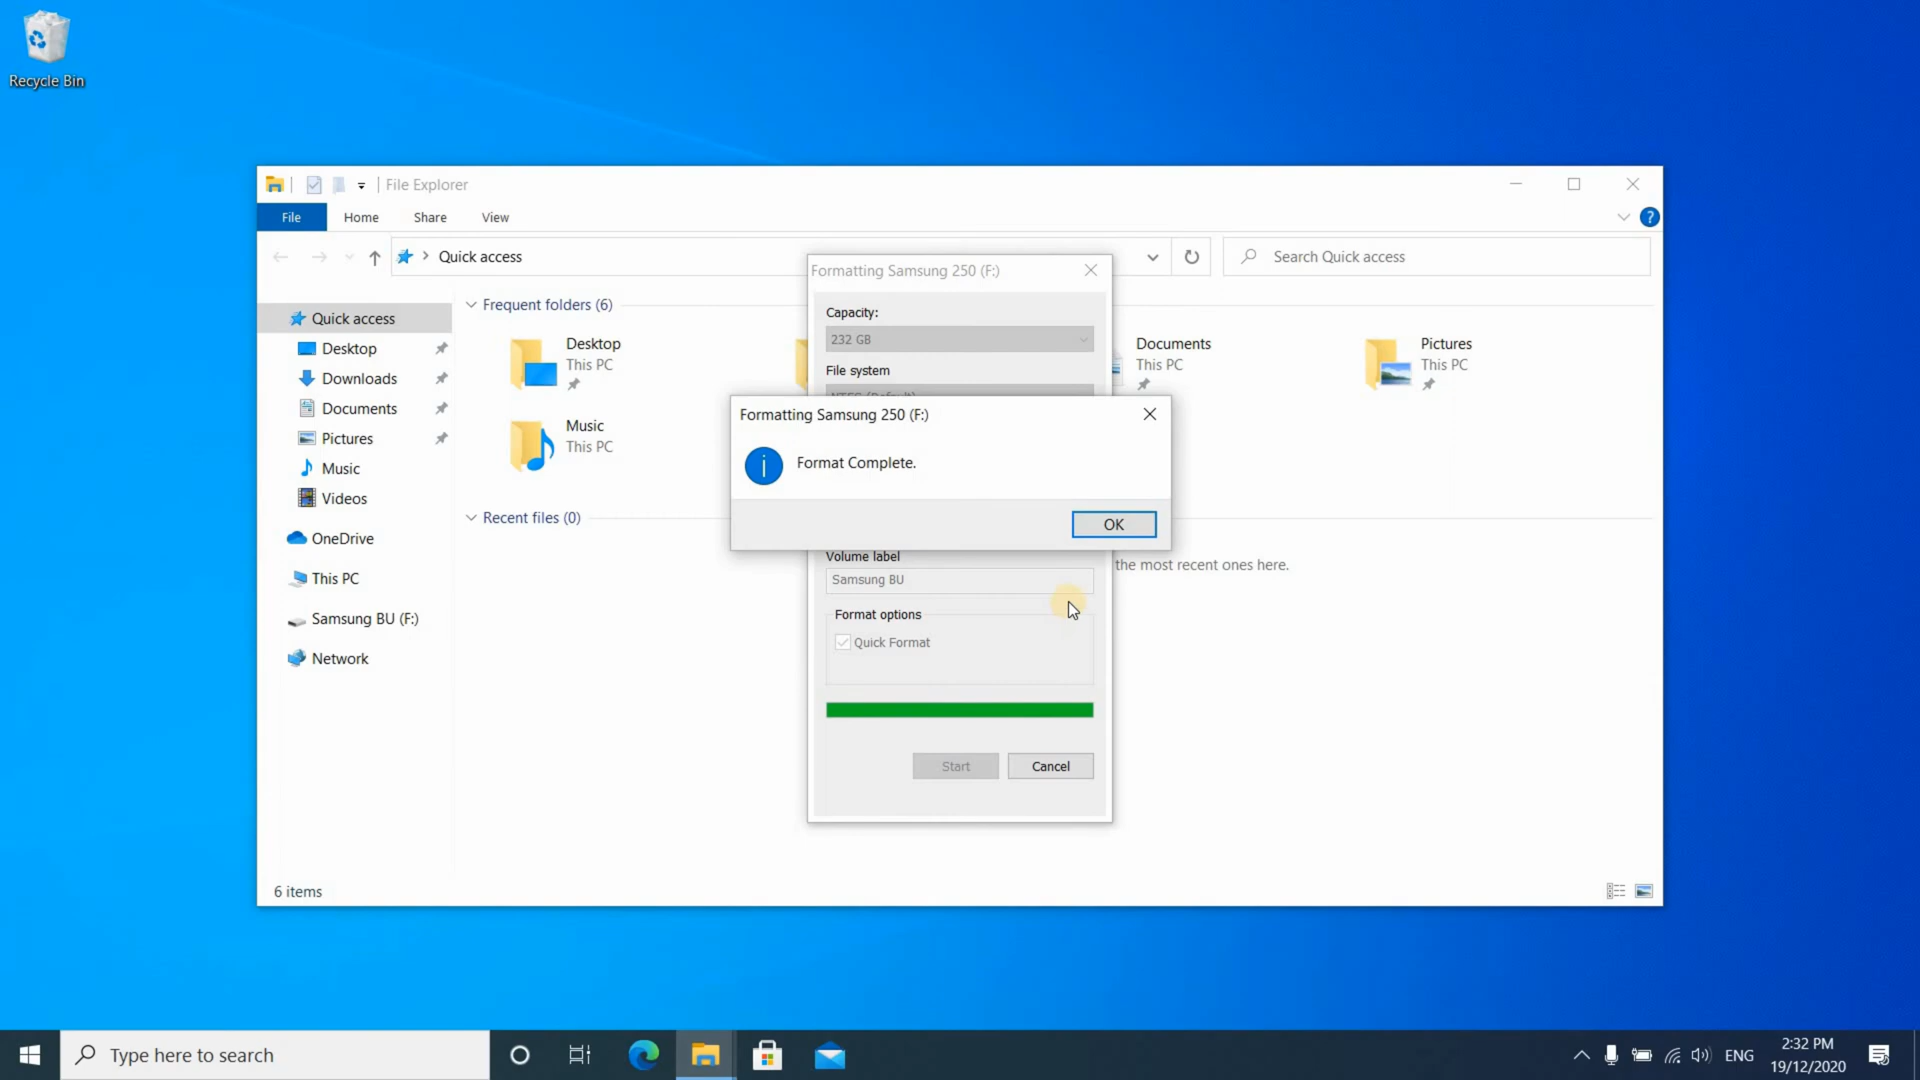 Recycle Bin
File Explorer
File Home Share View
Quick access
Search Quick access
Quick access
Desktop
Downloads
Documents
Pictures
Music
Videos
OneDrive
This PC
Samsung BU (F:)
Network
Frequent folders (6)
Desktop
This PC
Documents
This PC
Pictures
This PC
Music
This PC
Recent files (0)
the most recent ones here.
Formatting Samsung 250 (F:)
Capacity:
232 GB
File system
NTFS (Default)
Formatting Samsung 250 (F:)
Format Complete.
OK
Volume label
Samsung BU
Format options
Quick Format
Start Cancel
6 items
Type here to search
ENG
2:32 PM
19/12/2020